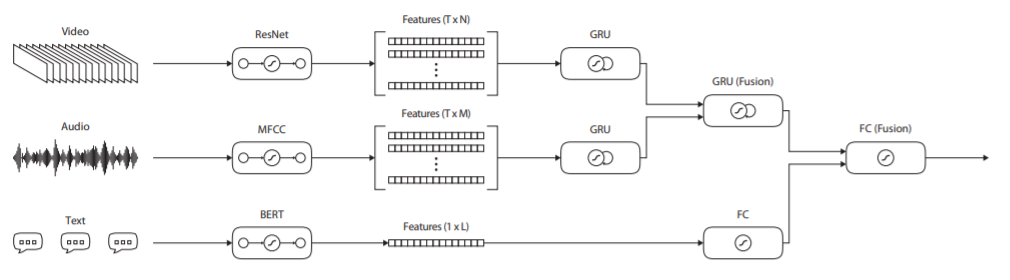 Video
ResNet
Features (T x N)
GRU
GRU (Fusion)
Audio
MFCC
Features (T x M)
GRU
FC (Fusion)
Text
BERT
Features (1 x L)
FC